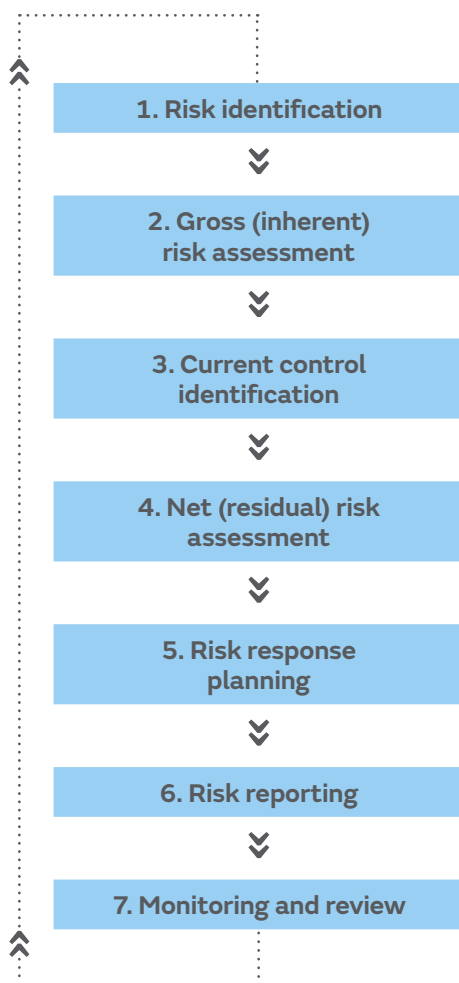 1. Risk identification
2. Gross (inherent)
risk assessment
3. Current control
identification
4. Net (residual) risk
assessment
5. Risk response
planning
6. Risk reporting
7. Monitoring and review